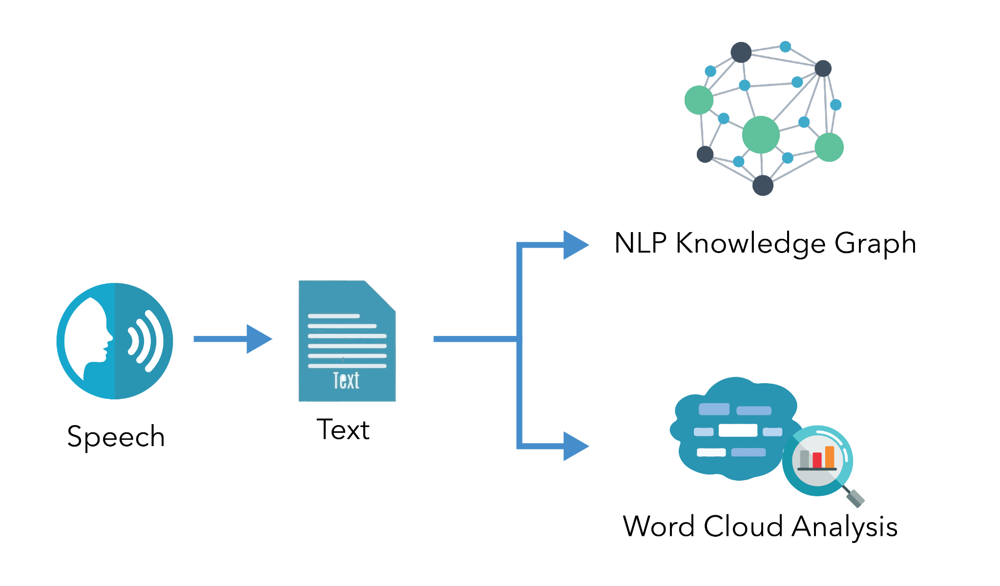 NLP Knowledge Graph
Text
Speech
Text
Word Cloud Analysis